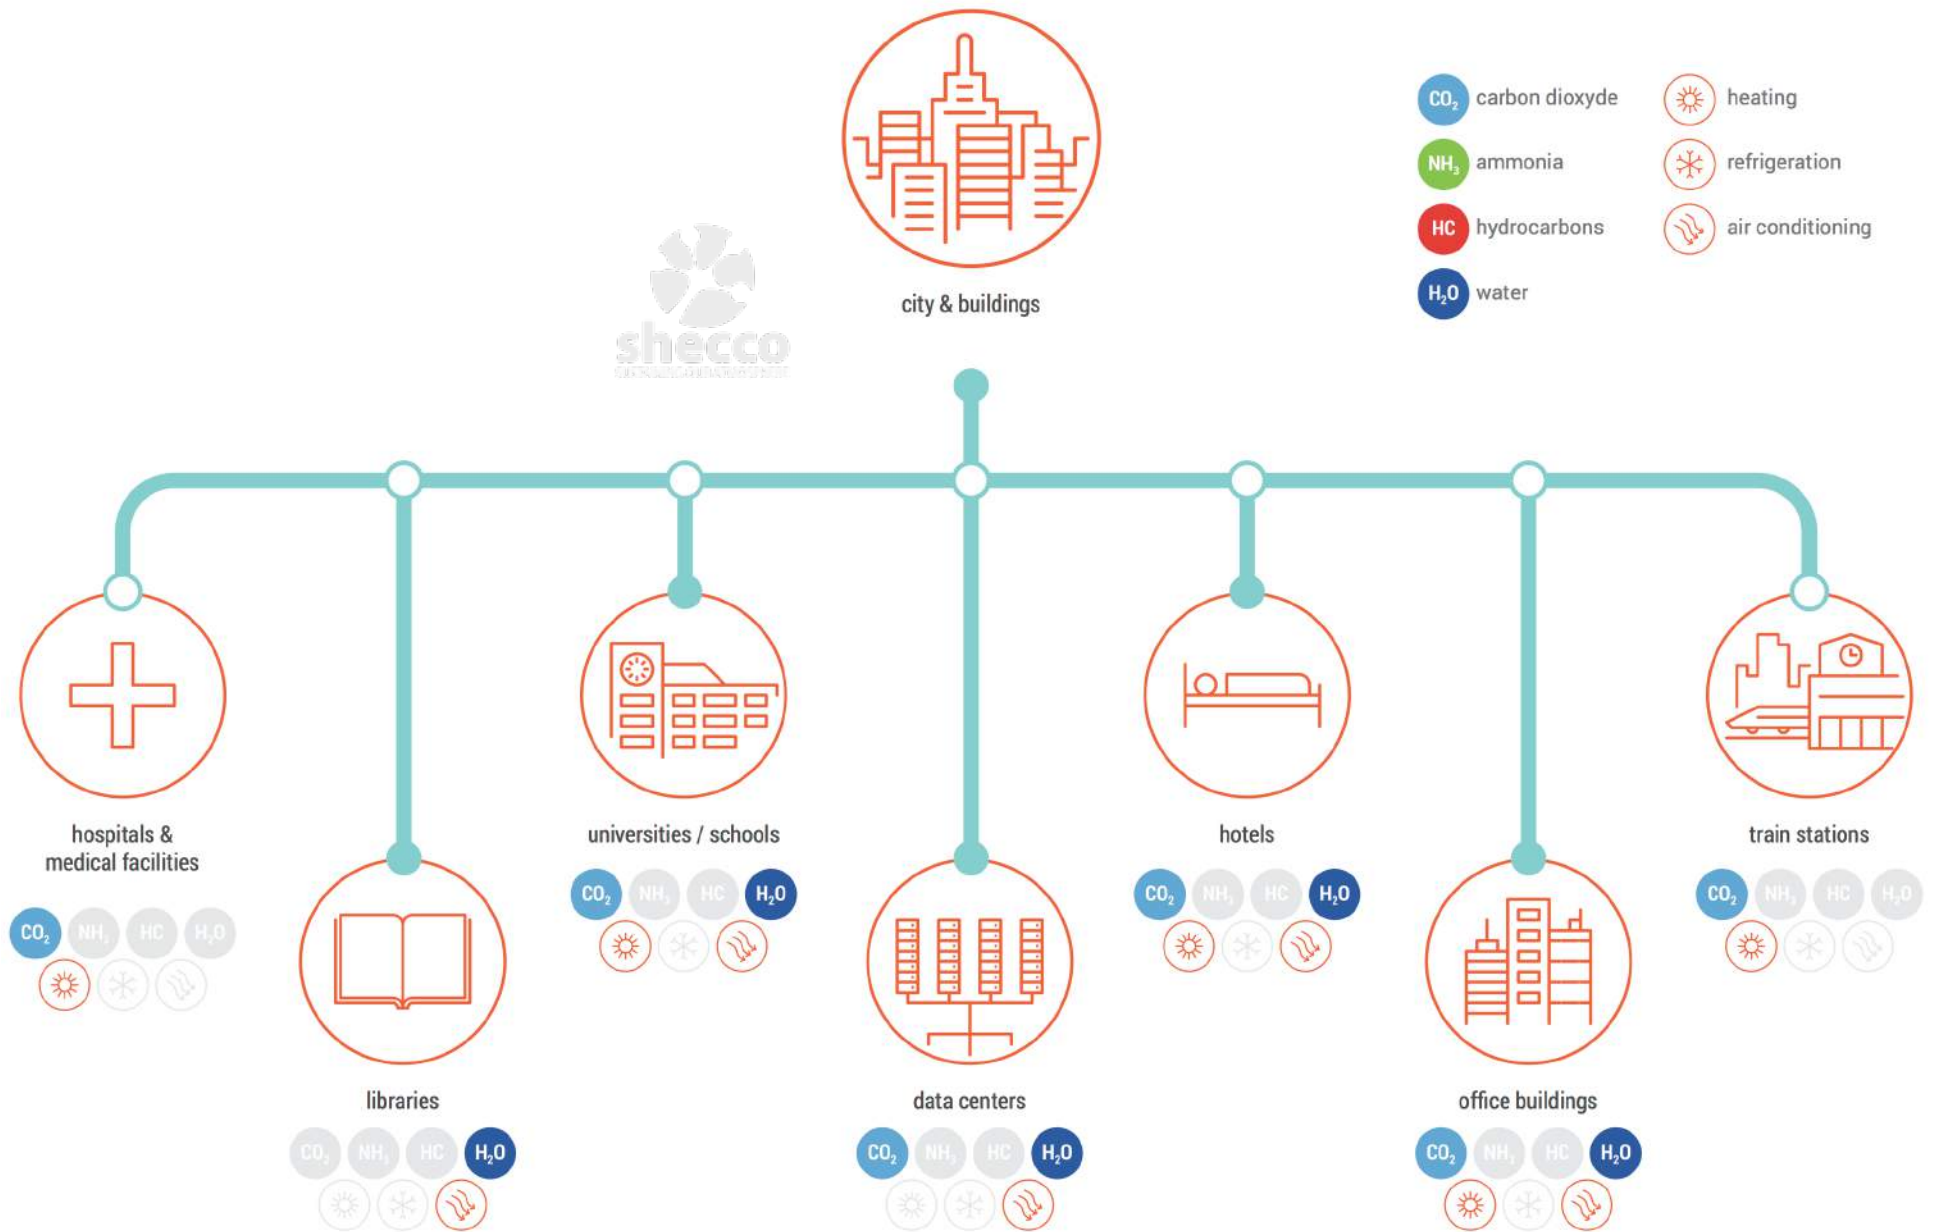 CO₂ carbon dioxyde
heating
NH₃ ammonia
refrigeration
HC hydrocarbons
air conditioning
H₂O water
city & buildings
shecco
hospitals &
medical facilities
CO₂ NH₃ HC H₂O
universities / schools
CO₂ NH₃ HC H₂O
hotels
CO₂ NH₃ HC H₂O
train stations
CO₂ NH₃ HC H₂O
libraries
CO₂ NH₃ HC H₂O
data centers
CO₂ NH₃ HC H₂O
office buildings
CO₂ NH₃ HC H₂O